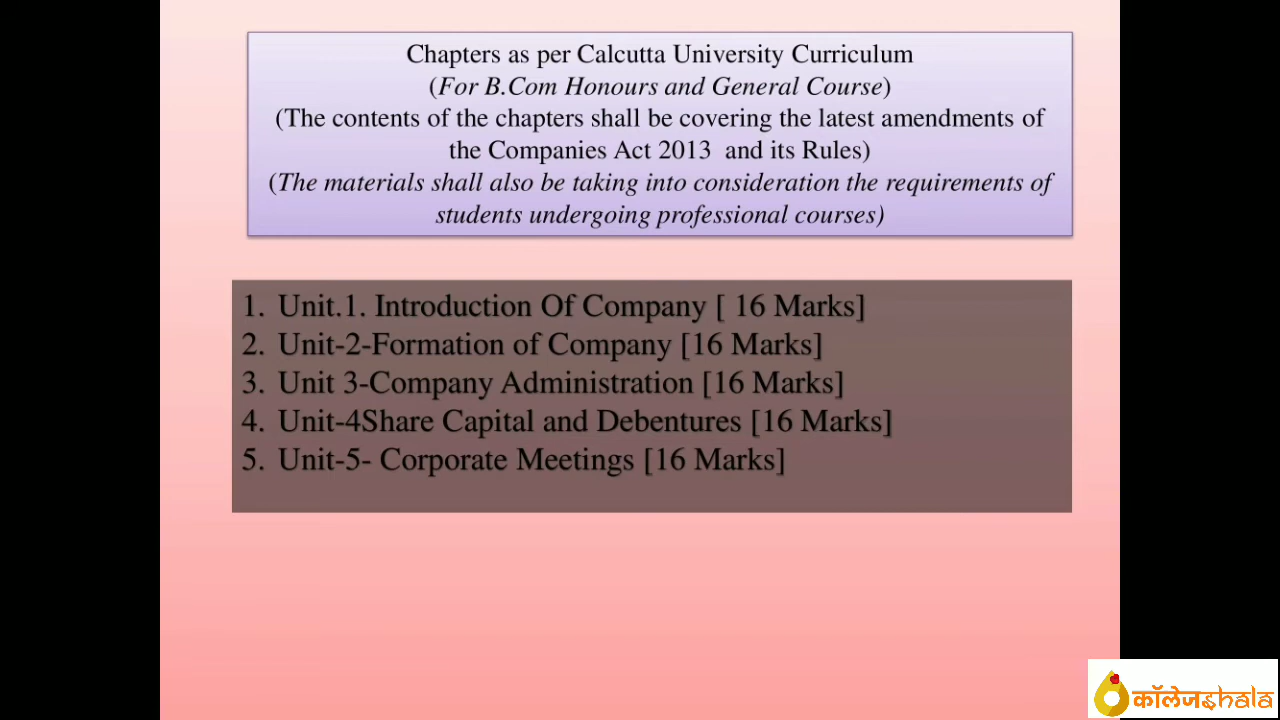 Chapters as per Calcutta University Curriculum
(For B.Com Honours and General Course)
(The contents of the chapters shall be covering the latest amendments of
the Companies Act 2013 and its Rules)
(The materials shall also be taking into consideration the requirements of
students undergoing professional courses)
1. Unit.1. Introduction Of Company [ 16 Marks]
2. Unit-2-Formation of Company [16 Marks]
3. Unit 3-Company Administration [16 Marks]
4. Unit-4Share Capital and Debentures [16 Marks]
5. Unit-5- Corporate Meetings [16 Marks]
कॉलेजshala